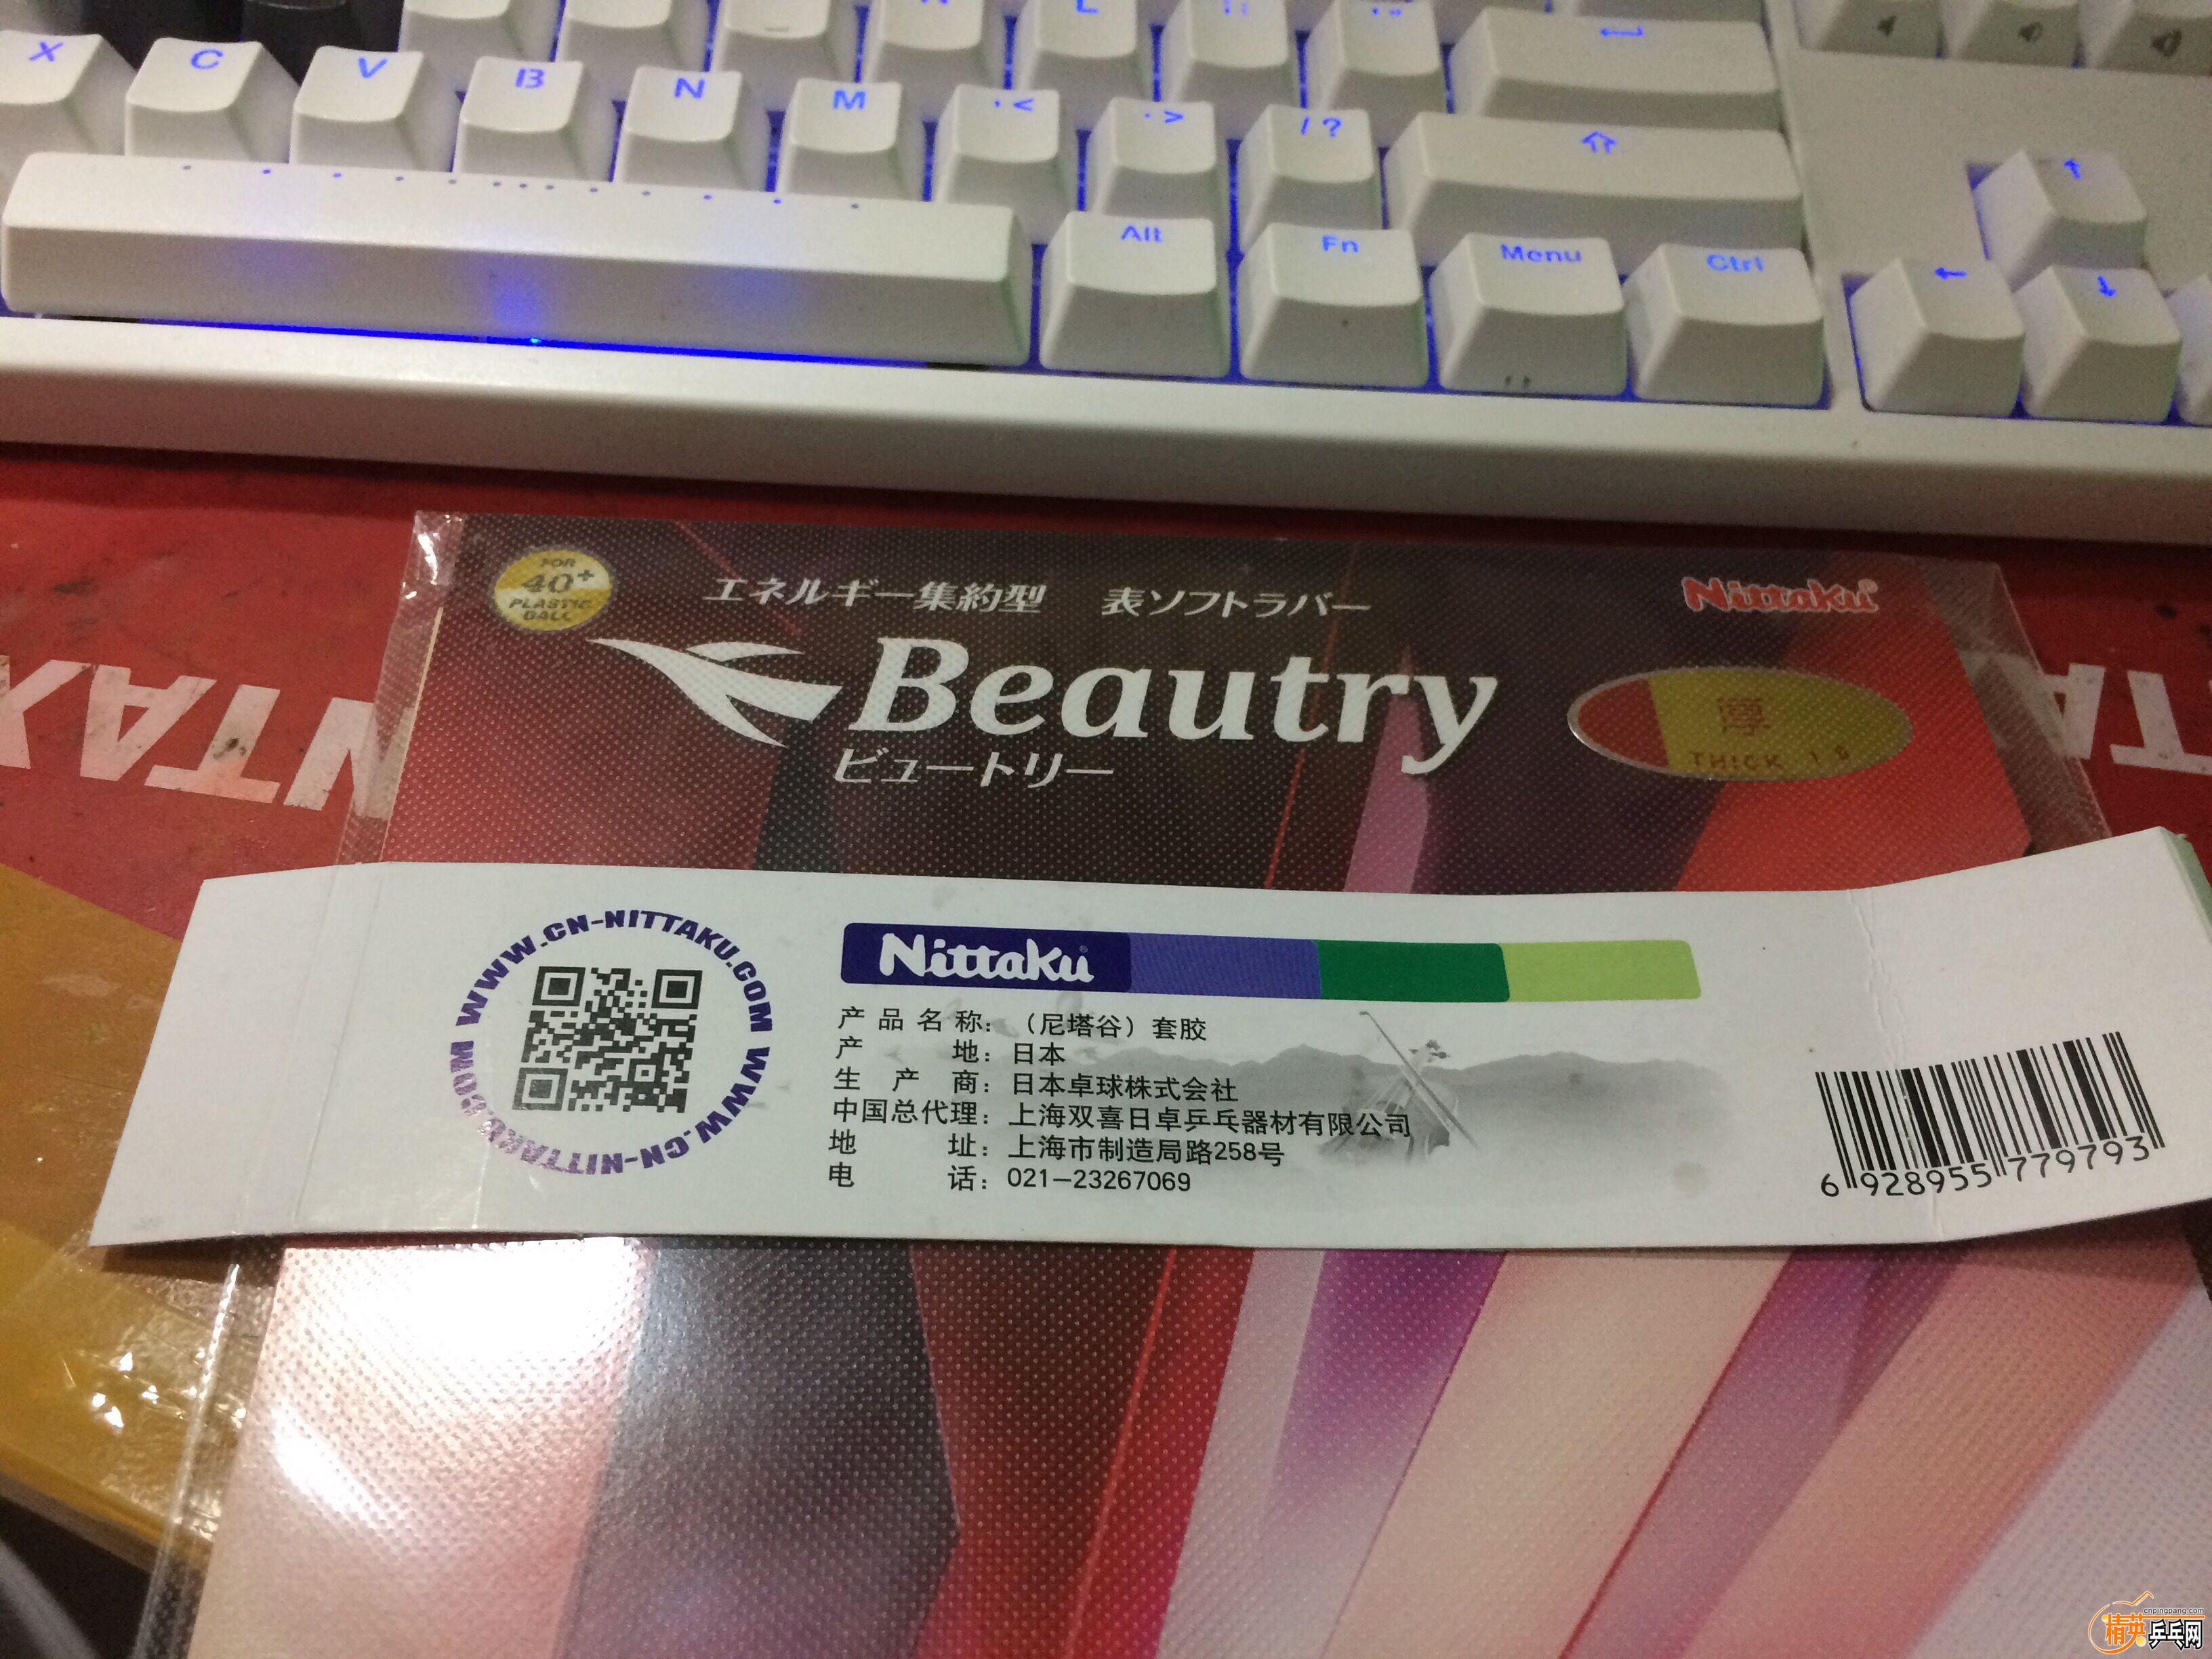 X C V B N M , < . > / ?
Alt Fn Menu Ctrl
FOR
40+
PLASTIC
BALL
エネルギー集約型 表ソフトラバー
Nittaku®
Beautry
ビュートリー
厚
THICK 1.8
NTAX
WWW.CN-NITTAKU.COM WWW.CN-NITTAKU.COM
Nittaku®
产品名称：（尼塔谷）套胶
产 地：日本
生 产 商：日本卓球株式会社
中国总代理：上海双喜日卓乒乓器材有限公司
地 址：上海市制造局路258号
电 话：021-23267069
6 928955 779793
cnpingpang.com
精英乒乓网